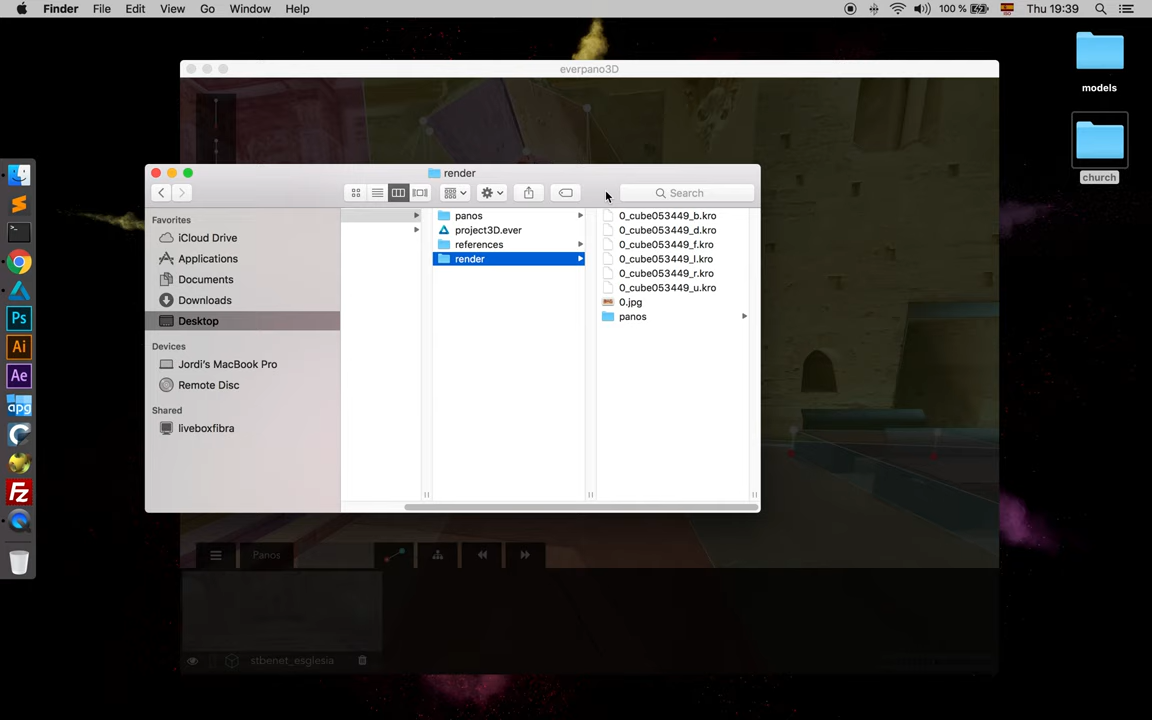 Finder File Edit View Go Window Help
100 % Thu 19:39
everpano3D
models
church
render
Search
Favorites
iCloud Drive
Applications
Documents
Downloads
Desktop
Devices
Jordi's MacBook Pro
Remote Disc
Shared
liveboxfibra
panos
project3D.ever
references
render
0_cube053449_b.kro
0_cube053449_d.kro
0_cube053449_f.kro
0_cube053449_l.kro
0_cube053449_r.kro
0_cube053449_u.kro
0.jpg
panos
Ps
Ai
Ae
apg
Fz
Panos
stbenet_esglesia